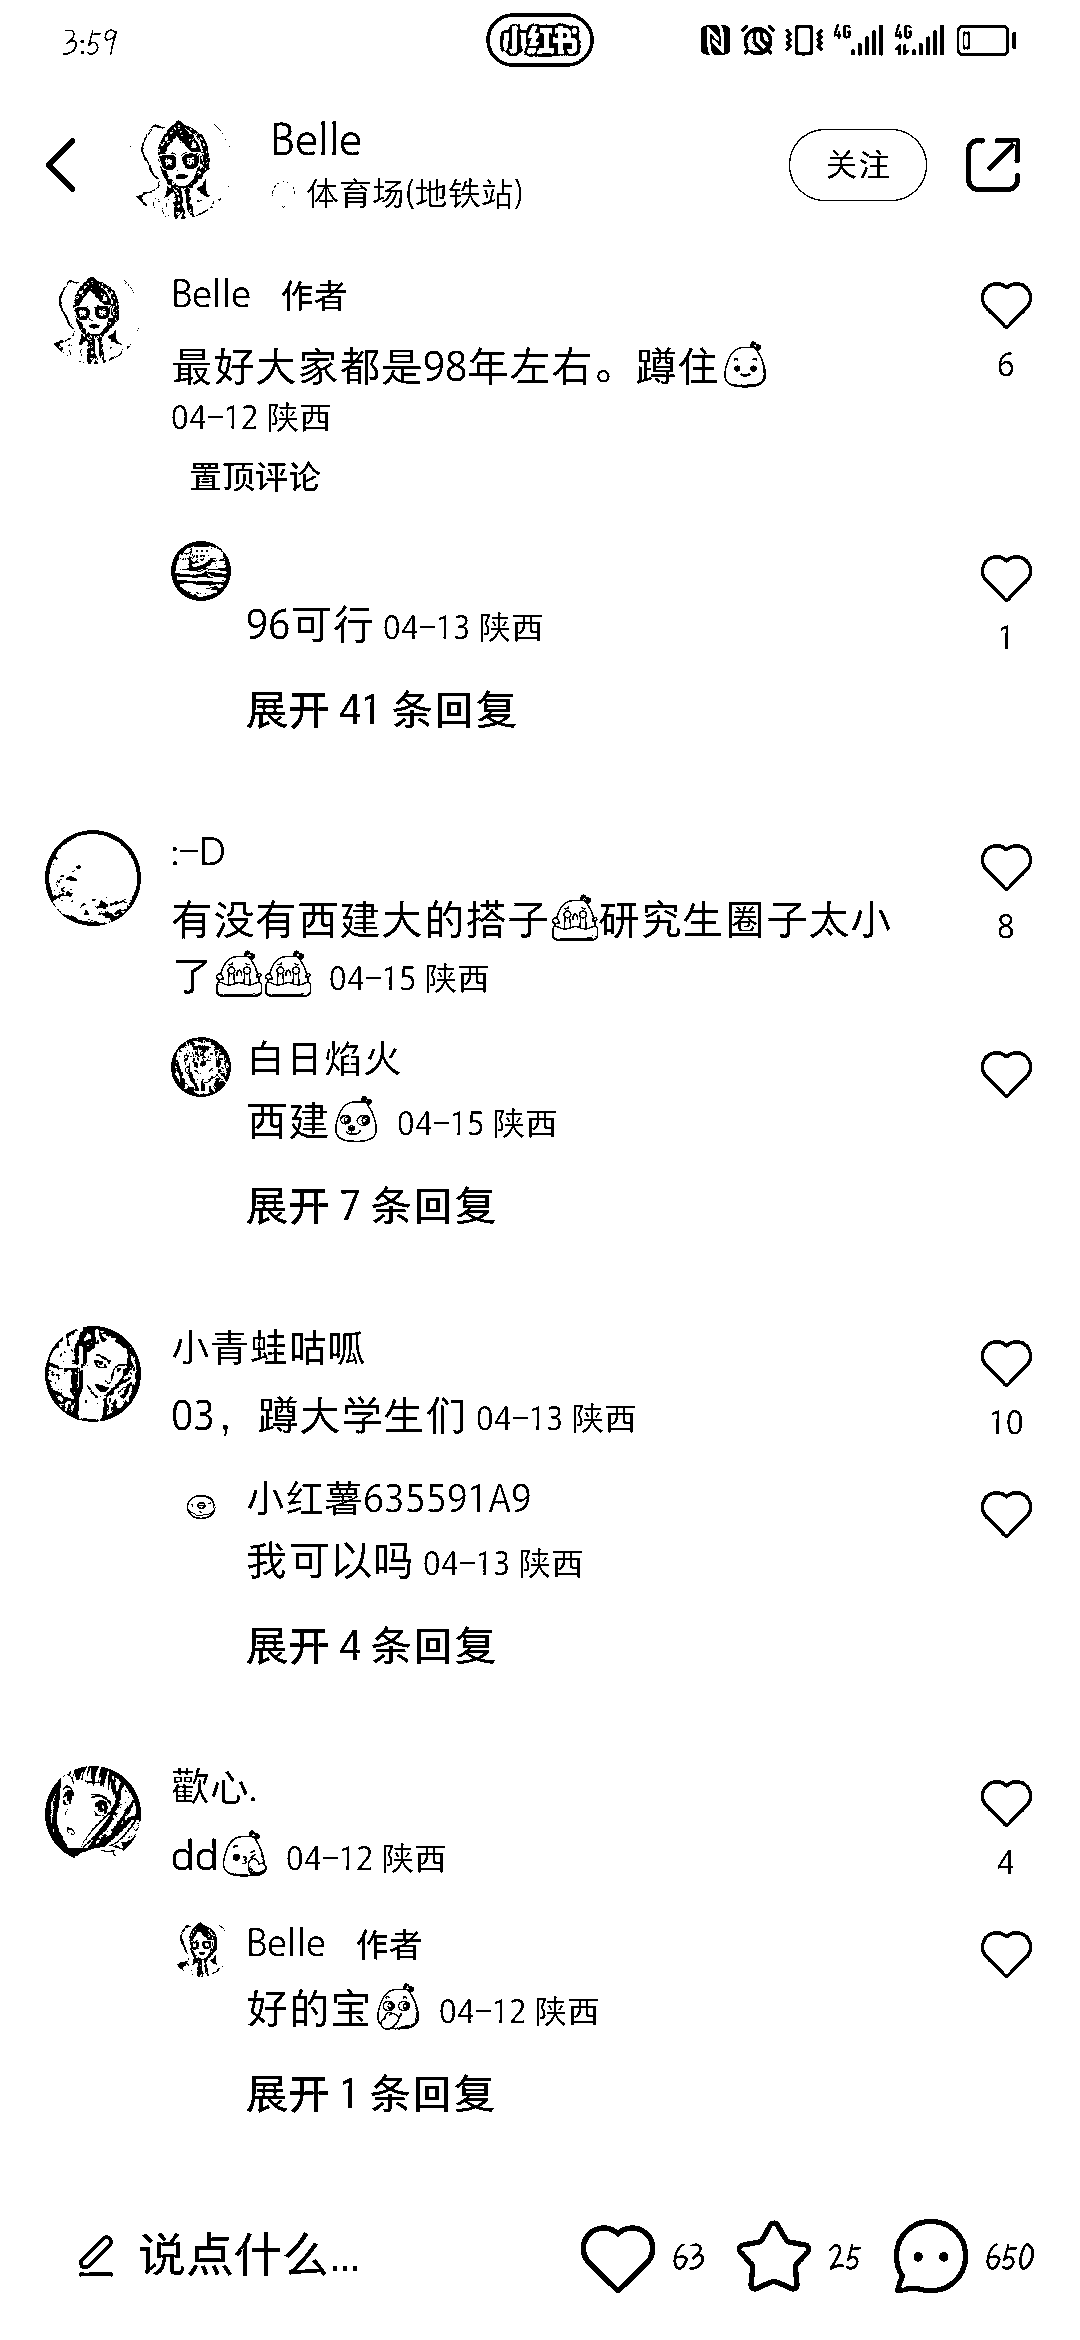 3:59
小红书
4G 4G
Belle
体育场(地铁站)
关注
Belle 作者
最好大家都是98年左右。蹲住
04-12 陕西
置顶评论
6
96可行 04-13 陕西
1
展开 41 条回复
:-D
有没有西建大的搭子研究生圈子太小
了 04-15 陕西
8
白日焰火
西建 04-15 陕西
展开 7 条回复
小青蛙咕呱
03，蹲大学生们 04-13 陕西
10
小红薯635591A9
我可以吗 04-13 陕西
展开 4 条回复
歡心.
dd 04-12 陕西
4
Belle 作者
好的宝 04-12 陕西
展开 1 条回复
说点什么... 63 25 650